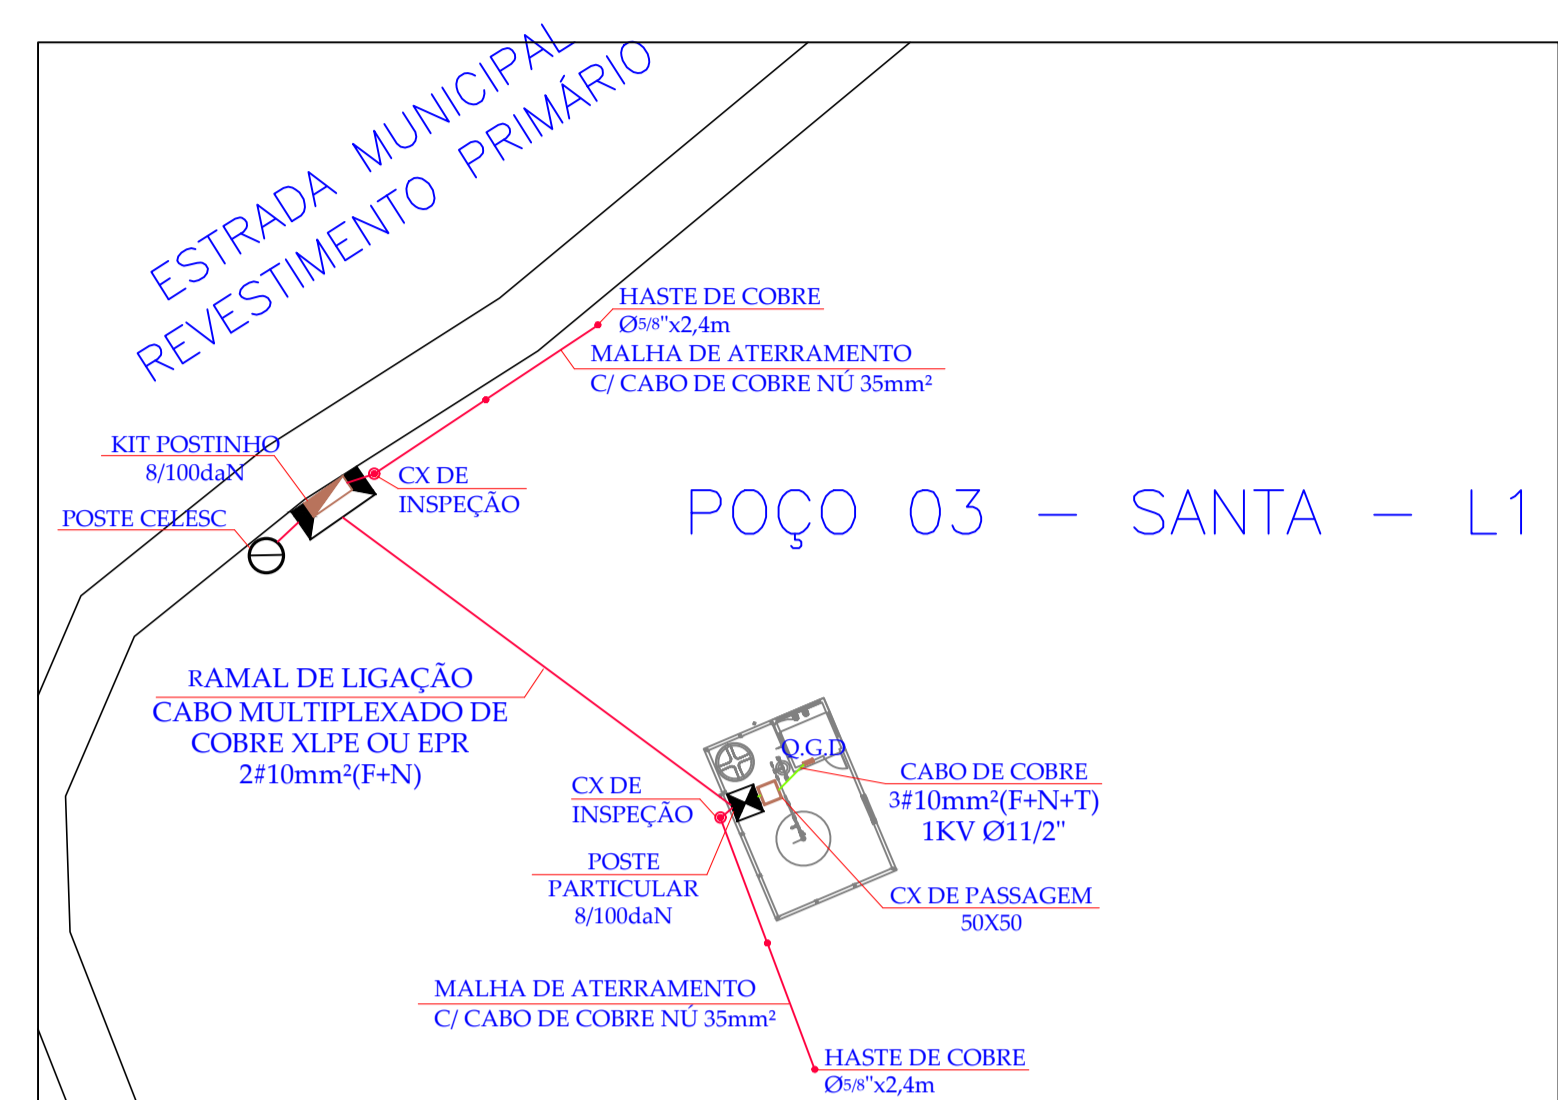 ESTRADA MUNICIPAL
REVESTIMENTO PRIMÁRIO
HASTE DE COBRE
Ø5/8"x2,4m
MALHA DE ATERRAMENTO
C/ CABO DE COBRE NÚ 35mm²
KIT POSTINHO
8/100daN
CX DE
INSPEÇÃO
POSTE CELESC
POÇO 03 - SANTA - L1
RAMAL DE LIGAÇÃO
CABO MULTIPLEXADO DE
COBRE XLPE OU EPR
2#10mm²(F+N)
Q.G.D
CABO DE COBRE
3#10mm²(F+N+T)
1KV Ø11/2"
CX DE
INSPEÇÃO
POSTE
PARTICULAR
8/100daN
CX DE PASSAGEM
50X50
MALHA DE ATERRAMENTO
C/ CABO DE COBRE NÚ 35mm²
HASTE DE COBRE
Ø5/8"x2,4m